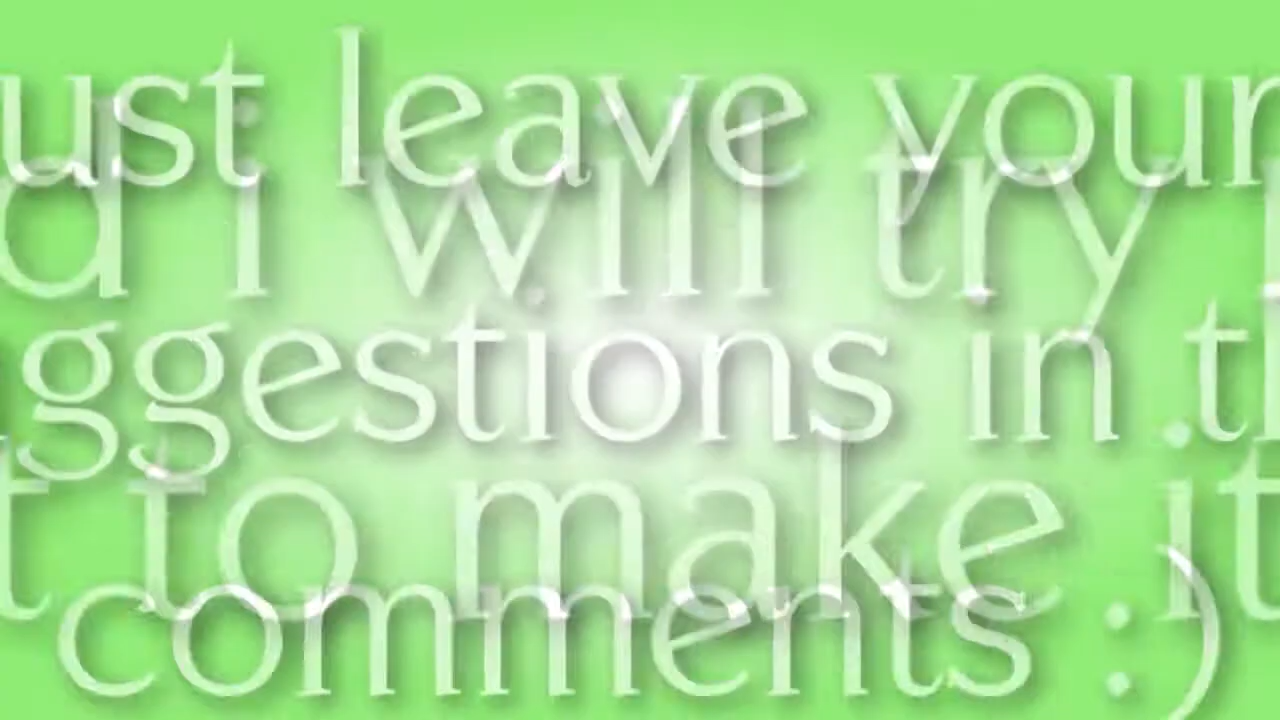 ust leave your
d i will try
ggestions in th
t to make it
comments :)